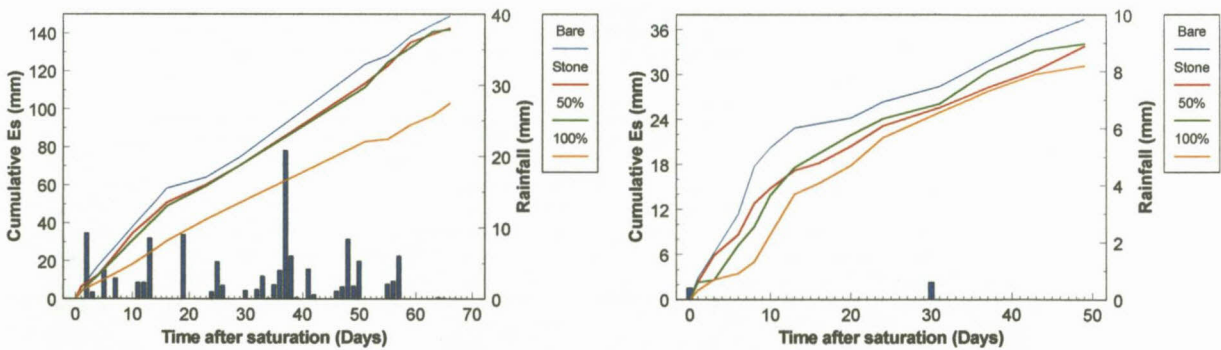 140
120
100
80
60
40
20
0
Cumulative Es (mm)
0 10 20 30 40 50 60 70
Time after saturation (Days)
40
30
20
10
0
Rainfall (mm)
Bare
Stone
50%
100%
36
30
24
18
12
6
0
Cumulative Es (mm)
0 10 20 30 40 50
Time after saturation (Days)
10
8
6
4
2
0
Rainfall (mm)
Bare
Stone
50%
100%